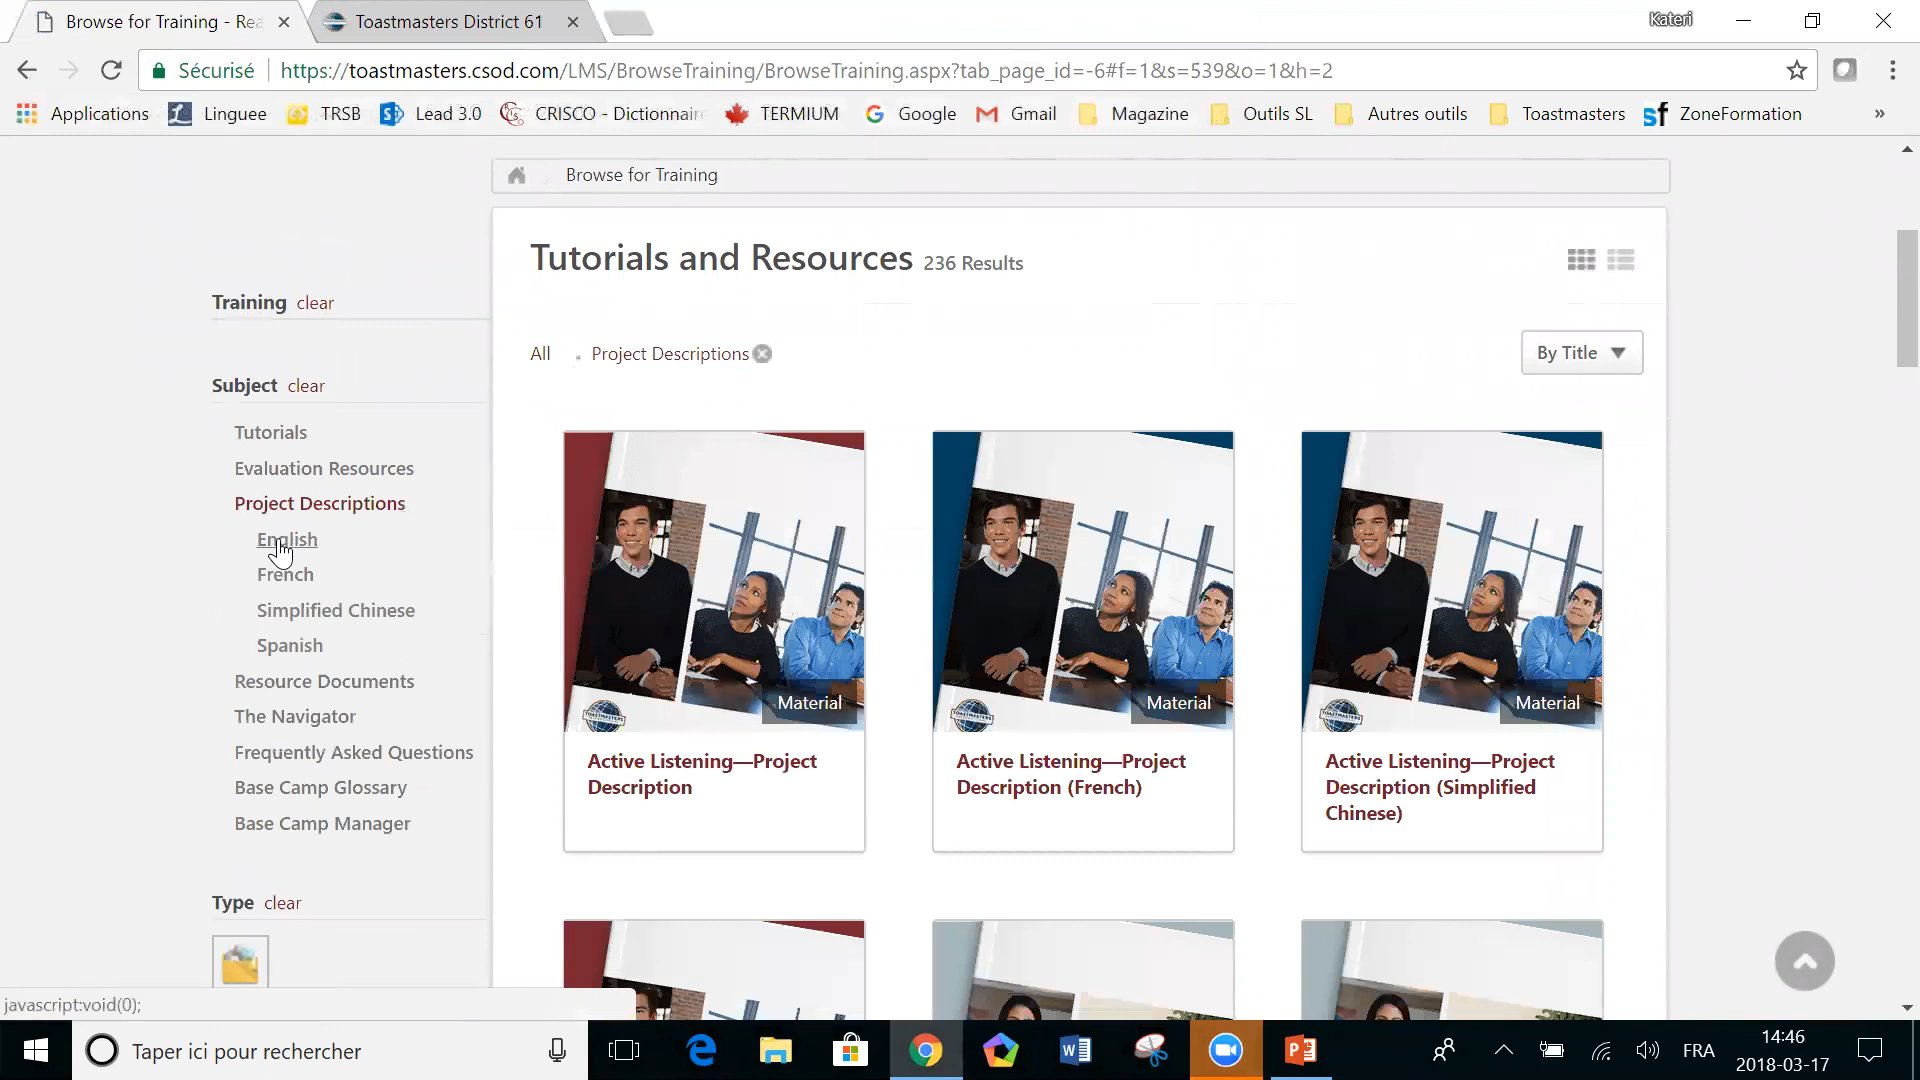 Browse for Training - Rea
Toastmasters District 61
Kateri
Sécurisé
https://toastmasters.csod.com/LMS/BrowseTraining/BrowseTraining.aspx?tab_page_id=-6#f=1&s=539&o=1&h=2
Applications
Linguee
TRSB
Lead 3.0
CRISCO - Dictionnaire
TERMIUM
Google
Gmail
Magazine
Outils SL
Autres outils
Toastmasters
ZoneFormation
»
Browse for Training
Tutorials and Resources 236 Results
Training clear
All
Project Descriptions
By Title
Subject clear
Tutorials
Evaluation Resources
Project Descriptions
English
French
Simplified Chinese
Spanish
Resource Documents
The Navigator
Frequently Asked Questions
Base Camp Glossary
Base Camp Manager
Type clear
Material
Active Listening—Project
Description
Material
Active Listening—Project
Description (French)
Material
Active Listening—Project
Description (Simplified
Chinese)
javascript:void(0);
Taper ici pour rechercher
FRA
14:46
2018-03-17